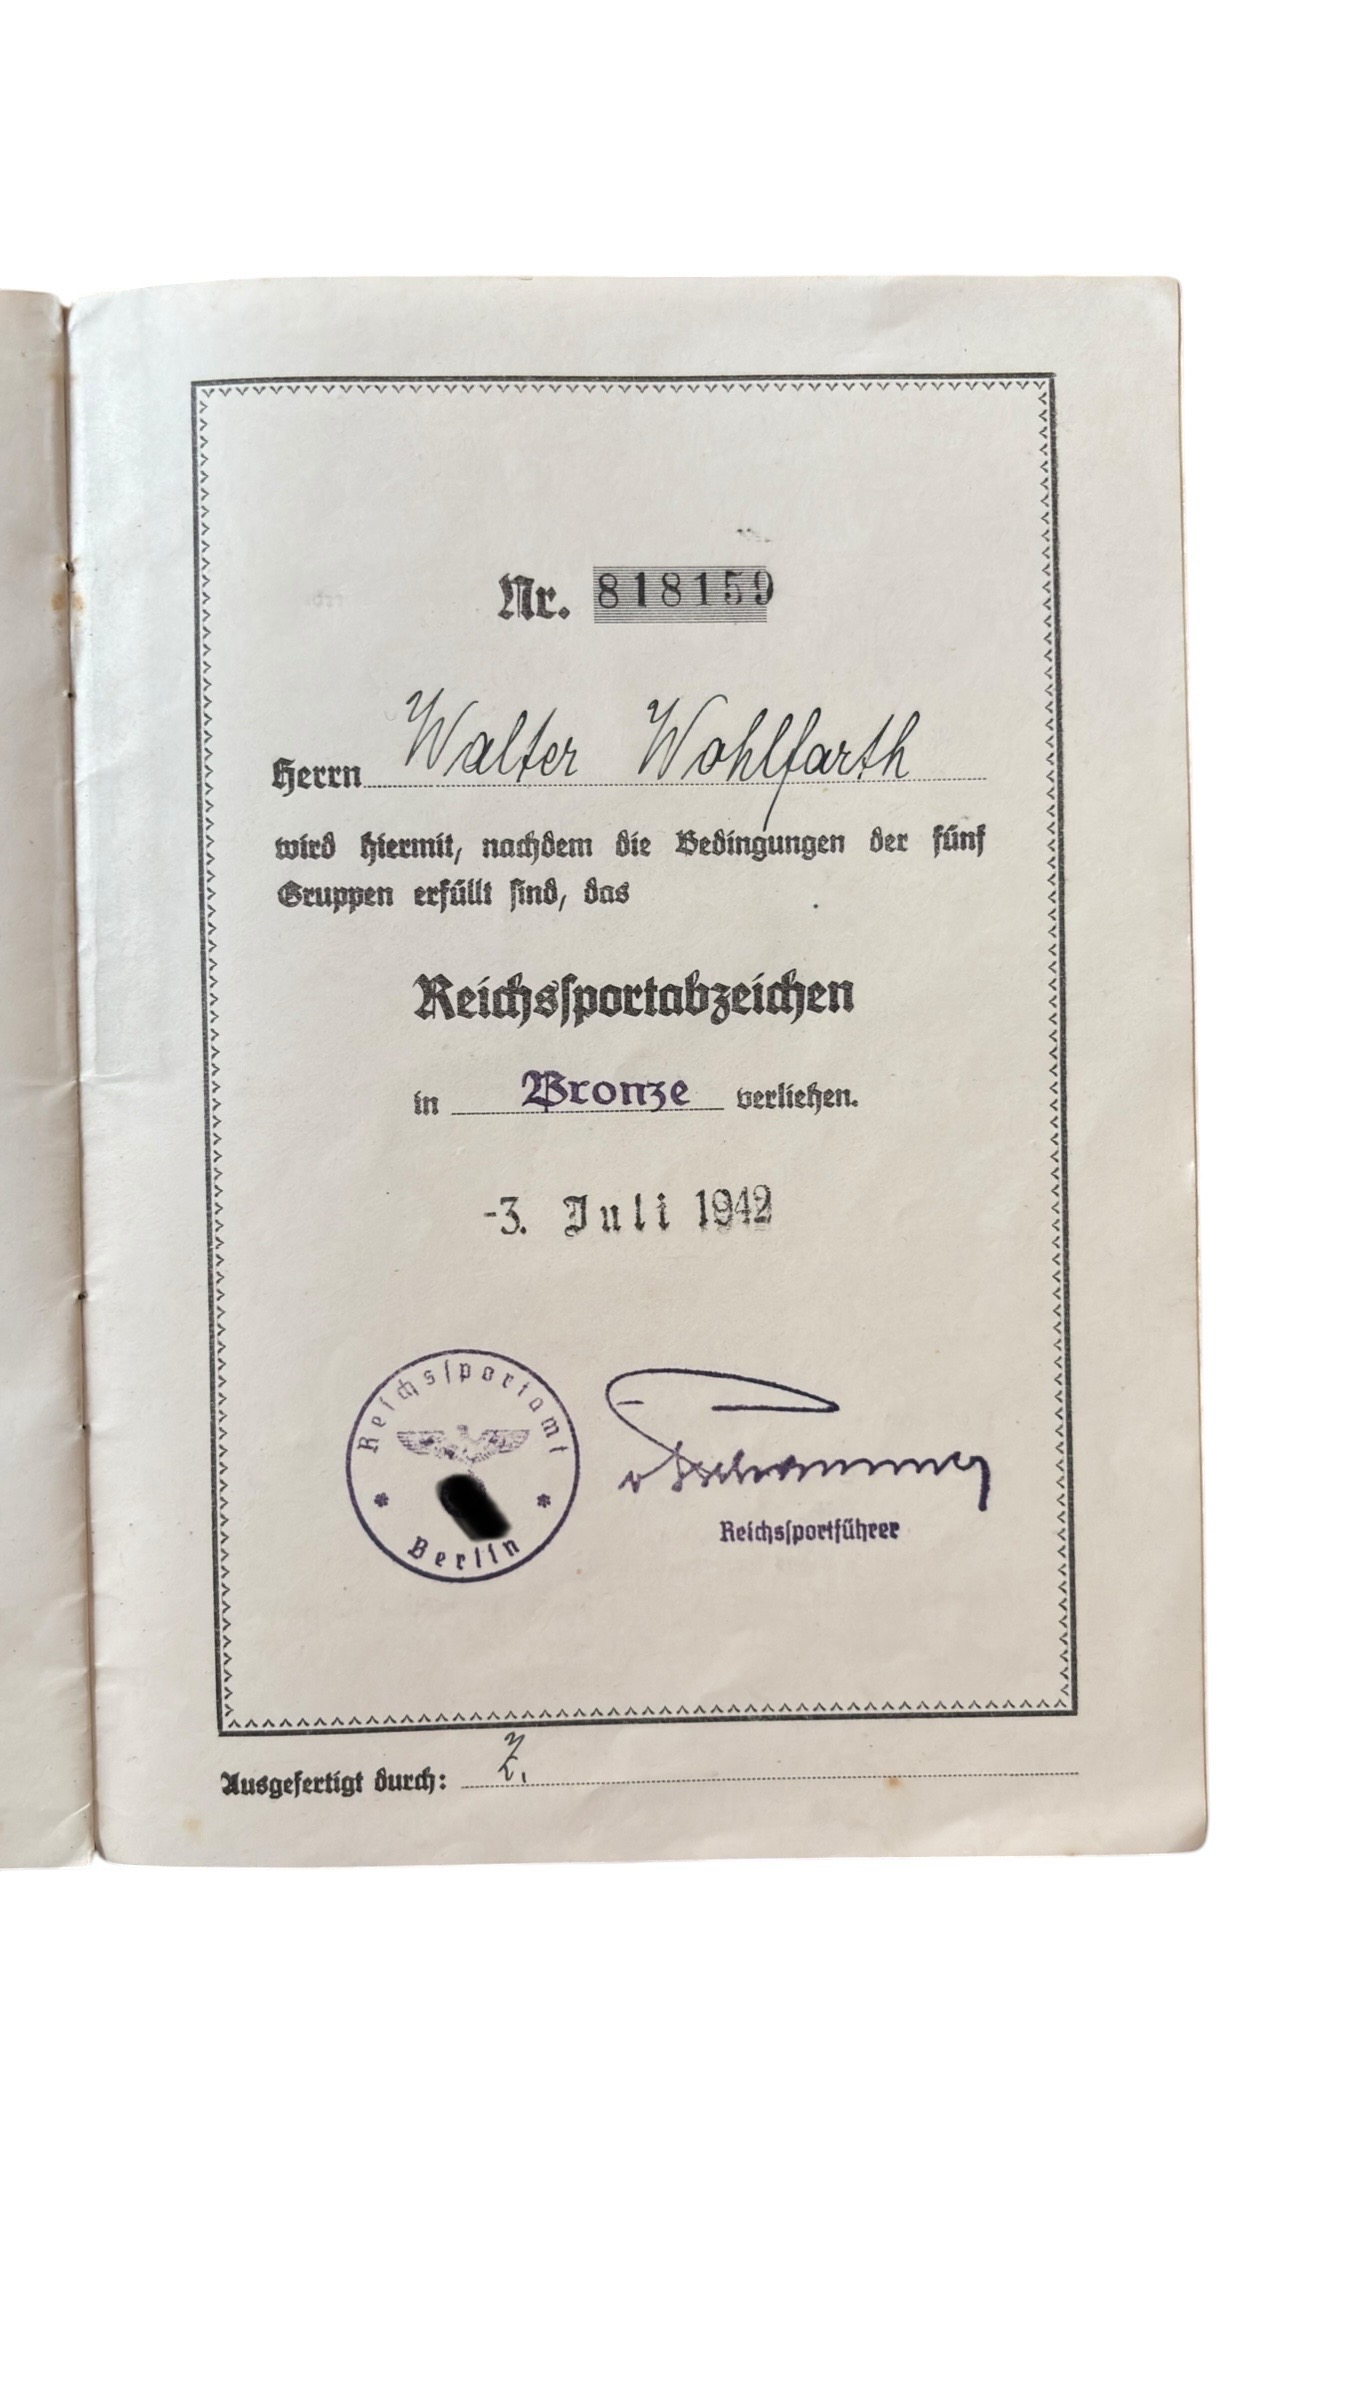 Nr. 818159
Herrn Walter Wohlfarth
wird hiermit, nachdem die Bedingungen der fünf
Gruppen erfüllt sind, das
Reichssportabzeichen
in Bronze verliehen.
-3. Juli 1942
Reichssportamt
Berlin
v Tschammer
Reichssportführer
Ausgefertigt durch: